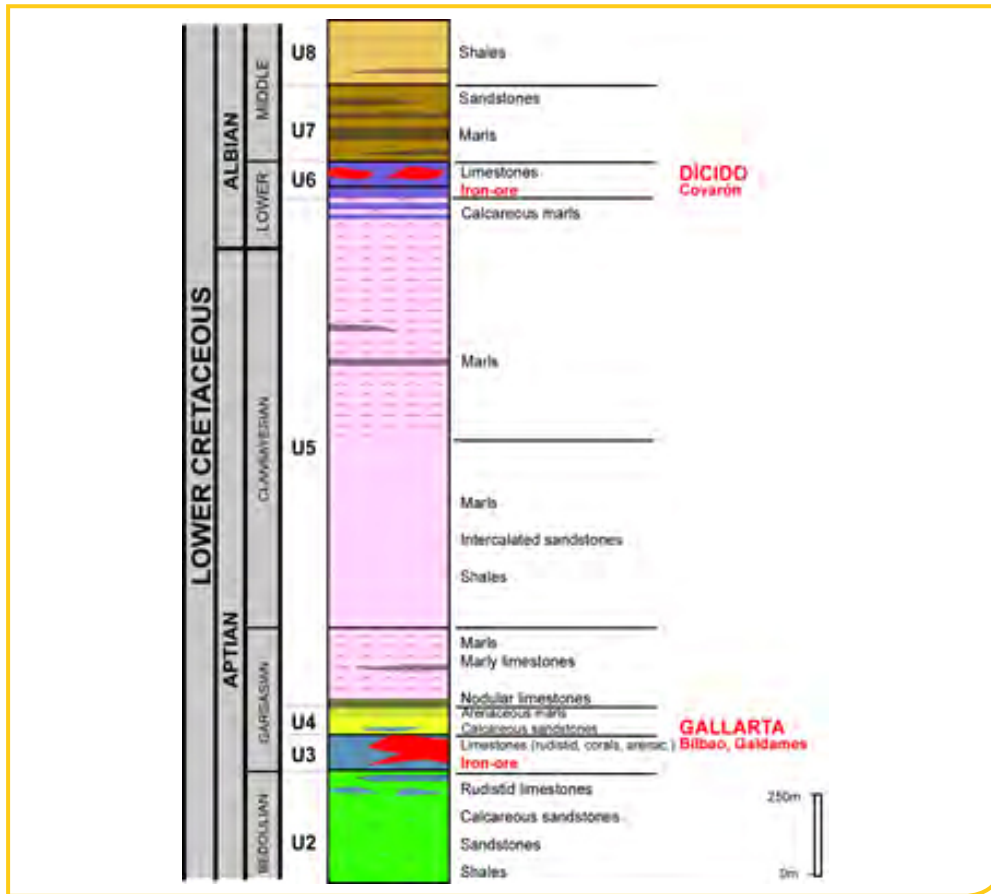 LOWER CRETACEOUS
ALBIAN
APTIAN
MIDDLE
LOWER
CLANSAYESIAN
GARGASIAN
BEDOULIAN
U8
Shales
Sandstones
U7
Marls
U6
Limestones
Iron-ore
DÍCIDO
Covarón
Calcareous marls
Marls
U5
Marls
Intercalated sandstones
Shales
Marls
Marly limestones
Nodular limestones
U4
Arenaceous marls
Calcareous sandstones
GALLARTA
Bilbao, Galdames
U3
Limestones (rudistid, corals, arenac.)
Iron-ore
Rudistid limestones
Calcareous sandstones
U2
Sandstones
Shales
250m
0m